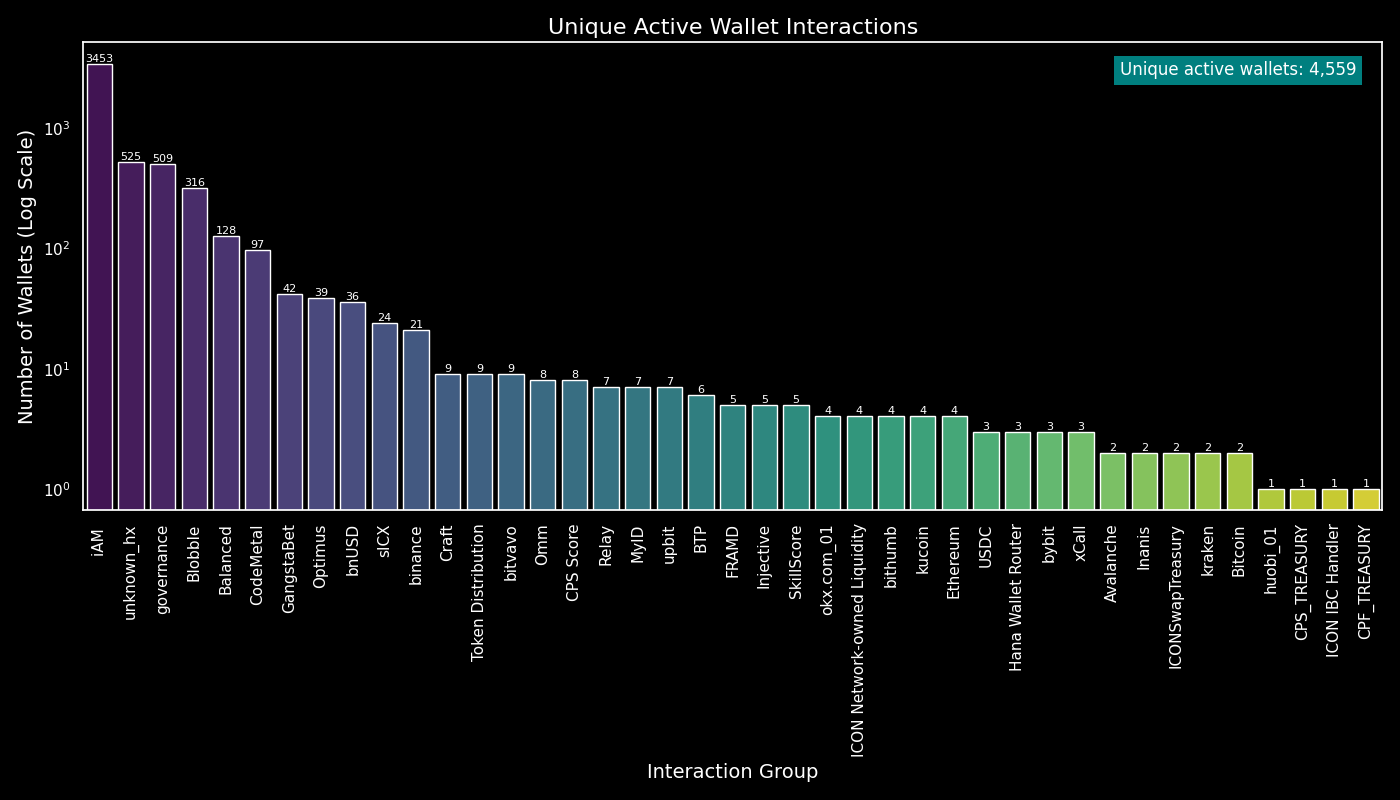 Unique Active Wallet Interactions
Unique active wallets: 4,559
Number of Wallets (Log Scale)
10³
10²
10¹
10⁰
3453
525
509
316
128
97
42
39
36
24
21
9
9
9
8
8
7
7
7
6
5
5
5
4
4
4
4
4
3
3
3
3
2
2
2
2
2
1
1
1
1
iAM
unknown_hx
governance
Blobble
Balanced
CodeMetal
GangstaBet
Optimus
bnUSD
sICX
binance
Craft
Token Distribution
bitvavo
Omm
CPS Score
Relay
MyID
upbit
BTP
FRAMD
Injective
SkillScore
okx.com_01
ICON Network-owned Liquidity
bithumb
kucoin
Ethereum
USDC
Hana Wallet Router
bybit
xCall
Avalanche
Inanis
ICONSwapTreasury
kraken
Bitcoin
huobi_01
CPS_TREASURY
ICON IBC Handler
CPF_TREASURY
Interaction Group